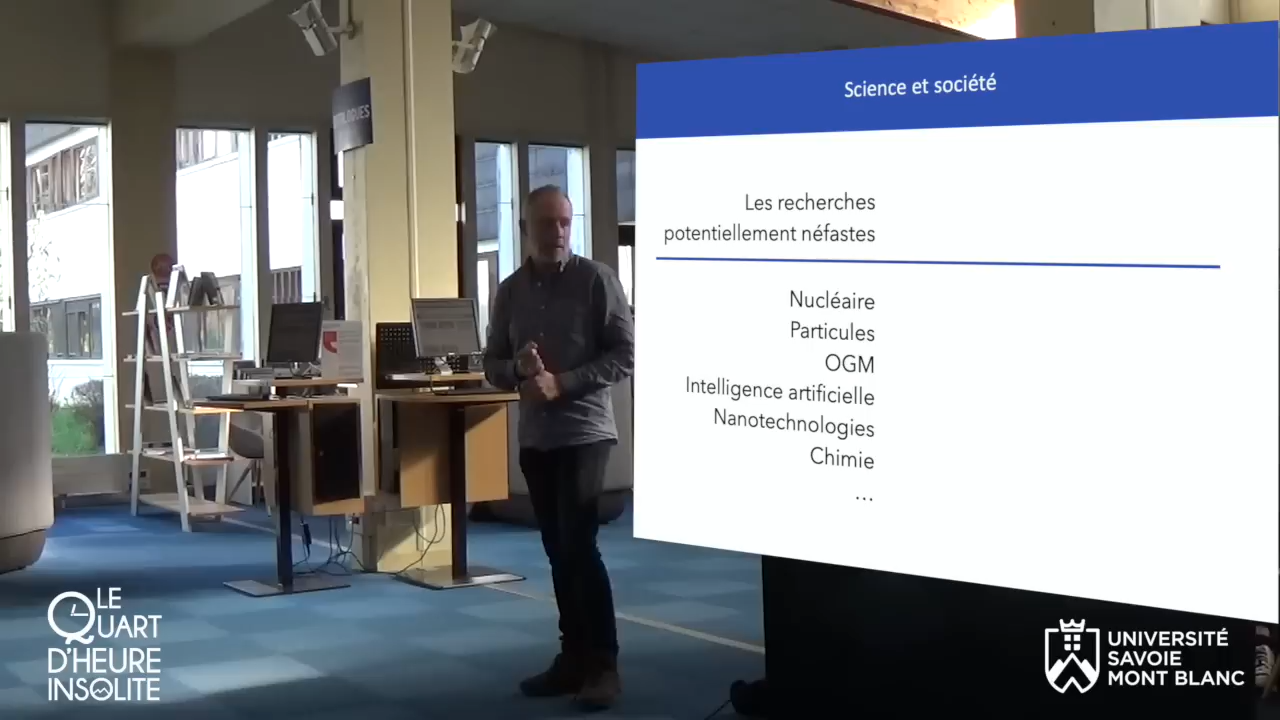 Science et société
Les recherches
potentiellement néfastes
Nucléaire
Particules
OGM
Intelligence artificielle
Nanotechnologies
Chimie
...
LE
QUART
D'HEURE
INSOLITE
UNIVERSITÉ
SAVOIE
MONT BLANC